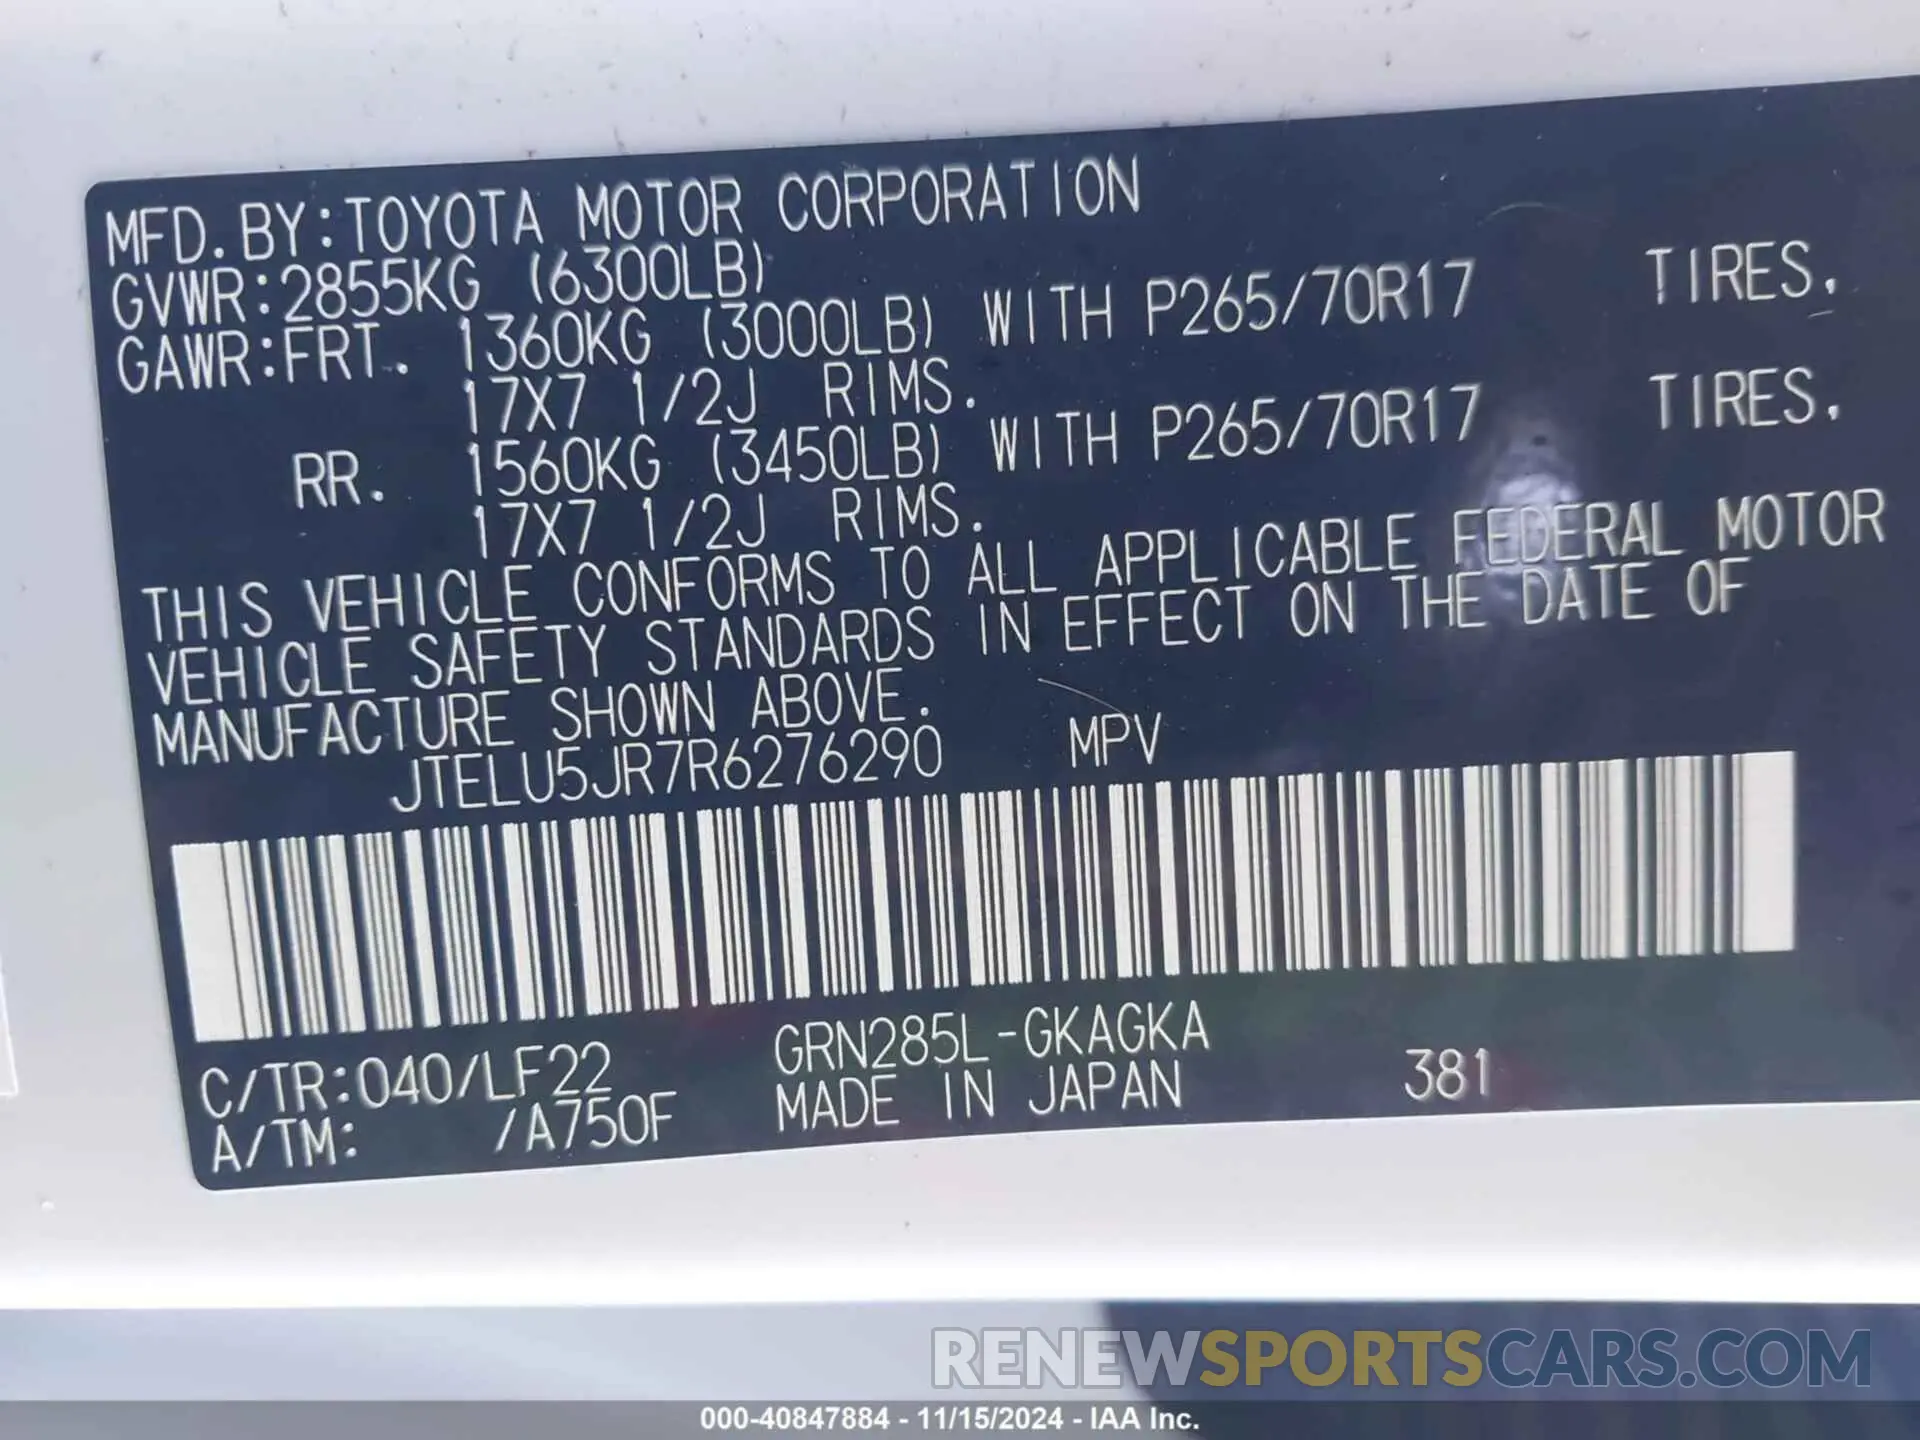 MFD.BY:TOYOTA MOTOR CORPORATION
GVWR:2855KG (6300LB)
GAWR:FRT. 1360KG (3000LB) WITH P265/70R17 TIRES,
17X7 1/2J RIMS.
RR. 1560KG (3450LB) WITH P265/70R17 TIRES,
17X7 1/2J RIMS.
THIS VEHICLE CONFORMS TO ALL APPLICABLE FEDERAL MOTOR
VEHICLE SAFETY STANDARDS IN EFFECT ON THE DATE OF
MANUFACTURE SHOWN ABOVE.
JTELU5JR7R6276290 MPV
C/TR:040/LF22 GRN285L-GKAGKA
A/TM: /A750F MADE IN JAPAN 381
RENEWSPORTSCARS.COM
000-40847884 - 11/15/2024 - IAA Inc.